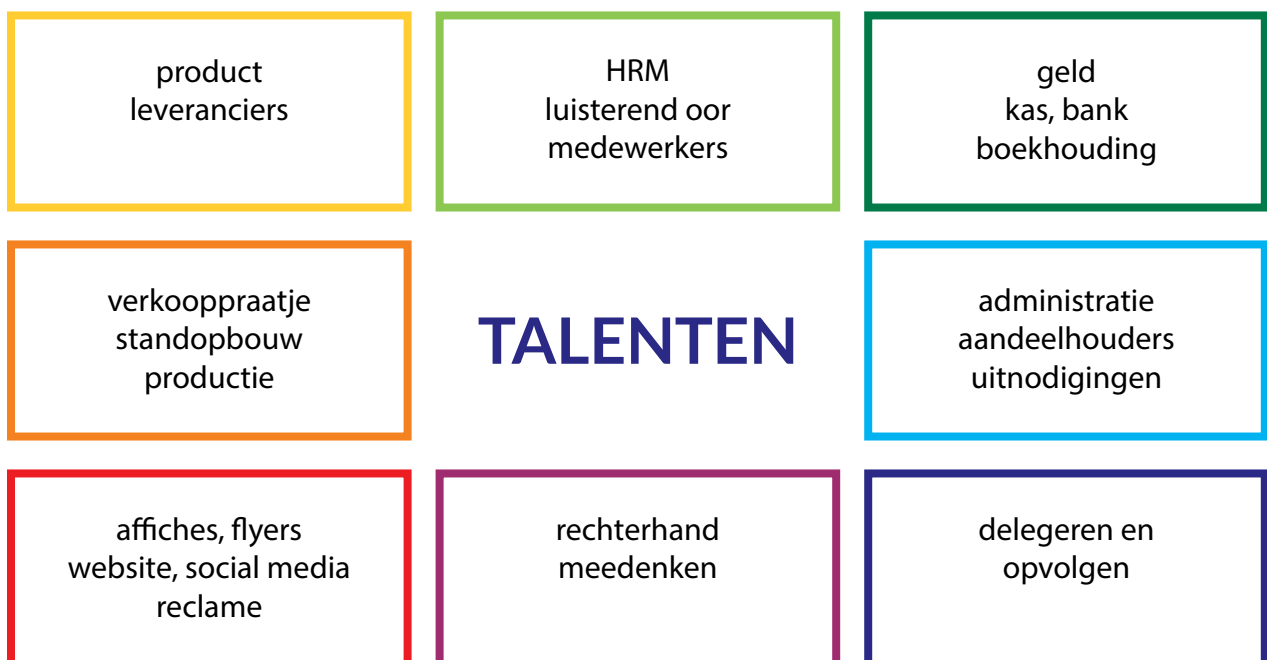 product
leveranciers
HRM
luisterend oor
medewerkers
geld
kas, bank
boekhouding
verkooppraatje
standopbouw
productie
TALENTEN
administratie
aandeelhouders
uitnodigingen
affiches, flyers
website, social media
reclame
rechterhand
meedenken
delegeren en
opvolgen